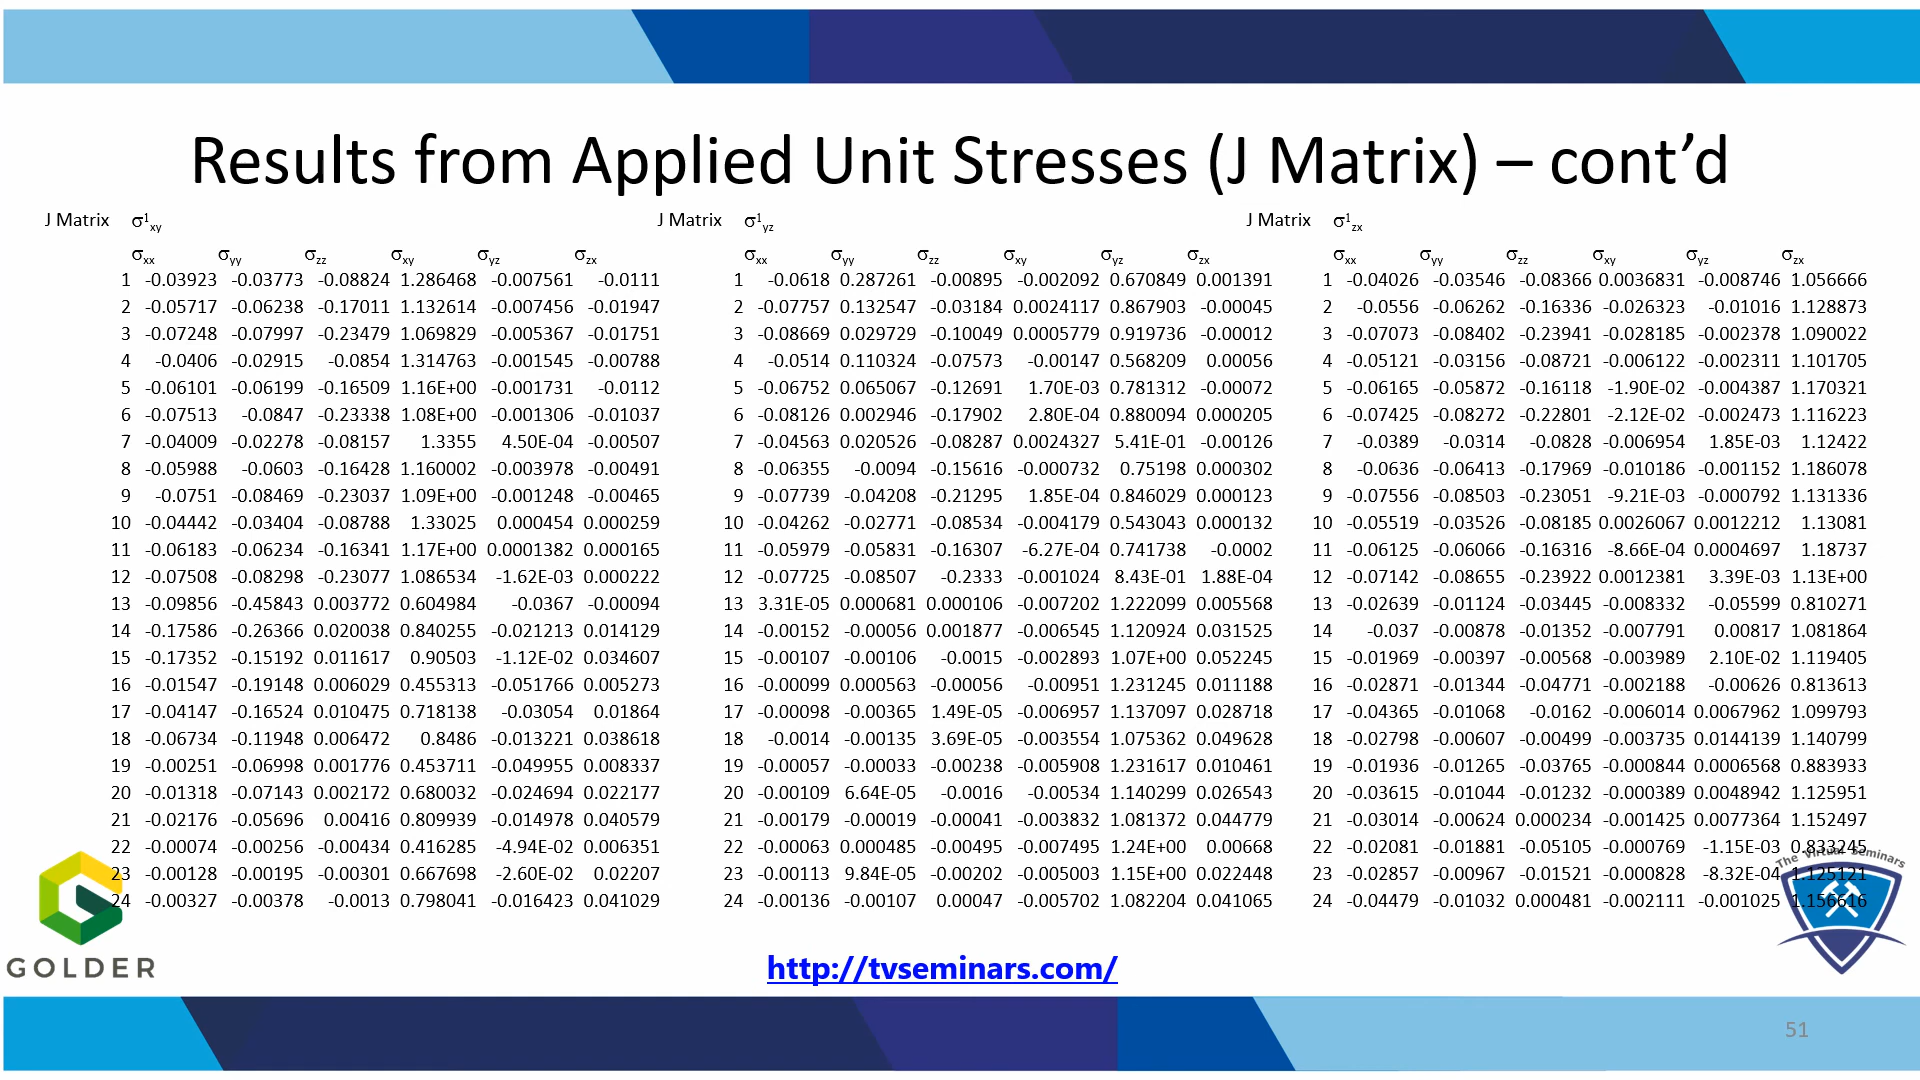 Results from Applied Unit Stresses (J Matrix) – cont’d
J Matrix σ¹xy J Matrix σ¹yz J Matrix σ¹zx
σxx σyy σzz σxy σyz σzx σxx σyy σzz σxy σyz σzx σxx σyy σzz σxy σyz σzx
1 -0.03923 -0.03773 -0.08824 1.286468 -0.007561 -0.0111 1 -0.0618 0.287261 -0.00895 -0.002092 0.670849 0.001391 1 -0.04026 -0.03546 -0.08366 0.0036831 -0.008746 1.056666
2 -0.05717 -0.06238 -0.17011 1.132614 -0.007456 -0.01947 2 -0.07757 0.132547 -0.03184 0.0024117 0.867903 -0.00045 2 -0.0556 -0.06262 -0.16336 -0.026323 -0.01016 1.128873
3 -0.07248 -0.07997 -0.23479 1.069829 -0.005367 -0.01751 3 -0.08669 0.029729 -0.10049 0.0005779 0.919736 -0.00012 3 -0.07073 -0.08402 -0.23941 -0.028185 -0.002378 1.090022
4 -0.0406 -0.02915 -0.0854 1.314763 -0.001545 -0.00788 4 -0.0514 0.110324 -0.07573 -0.00147 0.568209 0.00056 4 -0.05121 -0.03156 -0.08721 -0.006122 -0.002311 1.101705
5 -0.06101 -0.06199 -0.16509 1.16E+00 -0.001731 -0.0112 5 -0.06752 0.065067 -0.12691 1.70E-03 0.781312 -0.00072 5 -0.06165 -0.05872 -0.16118 -1.90E-02 -0.004387 1.170321
6 -0.07513 -0.0847 -0.23338 1.08E+00 -0.001306 -0.01037 6 -0.08126 0.002946 -0.17902 2.80E-04 0.880094 0.000205 6 -0.07425 -0.08272 -0.22801 -2.12E-02 -0.002473 1.116223
7 -0.04009 -0.02278 -0.08157 1.3355 4.50E-04 -0.00507 7 -0.04563 0.020526 -0.08287 0.0024327 5.41E-01 -0.00126 7 -0.0389 -0.0314 -0.0828 -0.006954 1.85E-03 1.12422
8 -0.05988 -0.0603 -0.16428 1.160002 -0.003978 -0.00491 8 -0.06355 -0.0094 -0.15616 -0.000732 0.75198 0.000302 8 -0.0636 -0.06413 -0.17969 -0.010186 -0.001152 1.186078
9 -0.0751 -0.08469 -0.23037 1.09E+00 -0.001248 -0.00465 9 -0.07739 -0.04208 -0.21295 1.85E-04 0.846029 0.000123 9 -0.07556 -0.08503 -0.23051 -9.21E-03 -0.000792 1.131336
10 -0.04442 -0.03404 -0.08788 1.33025 0.000454 0.000259 10 -0.04262 -0.02771 -0.08534 -0.004179 0.543043 0.000132 10 -0.05519 -0.03526 -0.08185 0.0026067 0.0012212 1.13081
11 -0.06183 -0.06234 -0.16341 1.17E+00 0.0001382 0.000165 11 -0.05979 -0.05831 -0.16307 -6.27E-04 0.741738 -0.0002 11 -0.06125 -0.06066 -0.16316 -8.66E-04 0.0004697 1.18737
12 -0.07508 -0.08298 -0.23077 1.086534 -1.62E-03 0.000222 12 -0.07725 -0.08507 -0.2333 -0.001024 8.43E-01 1.88E-04 12 -0.07142 -0.08655 -0.23922 0.0012381 3.39E-03 1.13E+00
13 -0.09856 -0.45843 0.003772 0.604984 -0.0367 -0.00094 13 3.31E-05 0.000681 0.000106 -0.007202 1.222099 0.005568 13 -0.02639 -0.01124 -0.03445 -0.008332 -0.05599 0.810271
14 -0.17586 -0.26366 0.020038 0.840255 -0.021213 0.014129 14 -0.00152 -0.00056 0.001877 -0.006545 1.120924 0.031525 14 -0.037 -0.00878 -0.01352 -0.007791 0.00817 1.081864
15 -0.17352 -0.15192 0.011617 0.90503 -1.12E-02 0.034607 15 -0.00107 -0.00106 -0.0015 -0.002893 1.07E+00 0.052245 15 -0.01969 -0.00397 -0.00568 -0.003989 2.10E-02 1.119405
16 -0.01547 -0.19148 0.006029 0.455313 -0.051766 0.005273 16 -0.00099 0.000563 -0.00056 -0.00951 1.231245 0.011188 16 -0.02871 -0.01344 -0.04771 -0.002188 -0.00626 0.813613
17 -0.04147 -0.16524 0.010475 0.718138 -0.03054 0.01864 17 -0.00098 -0.00365 1.49E-05 -0.006957 1.137097 0.028718 17 -0.04365 -0.01068 -0.0162 -0.006014 0.0067962 1.099793
18 -0.06734 -0.11948 0.006472 0.8486 -0.013221 0.038618 18 -0.0014 -0.00135 3.69E-05 -0.003554 1.075362 0.049628 18 -0.02798 -0.00607 -0.00499 -0.003735 0.0144139 1.140799
19 -0.00251 -0.06998 0.001776 0.453711 -0.049955 0.008337 19 -0.00057 -0.00033 -0.00238 -0.005908 1.231617 0.010461 19 -0.01936 -0.01265 -0.03765 -0.000844 0.0006568 0.883933
20 -0.01318 -0.07143 0.002172 0.680032 -0.024694 0.022177 20 -0.00109 6.64E-05 -0.0016 -0.00534 1.140299 0.026543 20 -0.03615 -0.01044 -0.01232 -0.000389 0.0048942 1.125951
21 -0.02176 -0.05696 0.00416 0.809939 -0.014978 0.040579 21 -0.00179 -0.00019 -0.00041 -0.003832 1.081372 0.044779 21 -0.03014 -0.00624 0.000234 -0.001425 0.0077364 1.152497
22 -0.00074 -0.00256 -0.00434 0.416285 -4.94E-02 0.006351 22 -0.00063 0.000485 -0.00495 -0.007495 1.24E+00 0.00668 22 -0.02081 -0.01881 -0.05105 -0.000769 -1.15E-03 0.833245
23 -0.00128 -0.00195 -0.00301 0.667698 -2.60E-02 0.02207 23 -0.00113 9.84E-05 -0.00202 -0.005003 1.15E+00 0.022448 23 -0.02857 -0.00967 -0.01521 -0.000828 -8.32E-04 1.125121
24 -0.00327 -0.00378 -0.0013 0.798041 -0.016423 0.041029 24 -0.00136 -0.00107 0.00047 -0.005702 1.082204 0.041065 24 -0.04479 -0.01032 0.000481 -0.002111 -0.001025 1.156616
The Virtual Seminars
GOLDER
http://tvseminars.com/
51